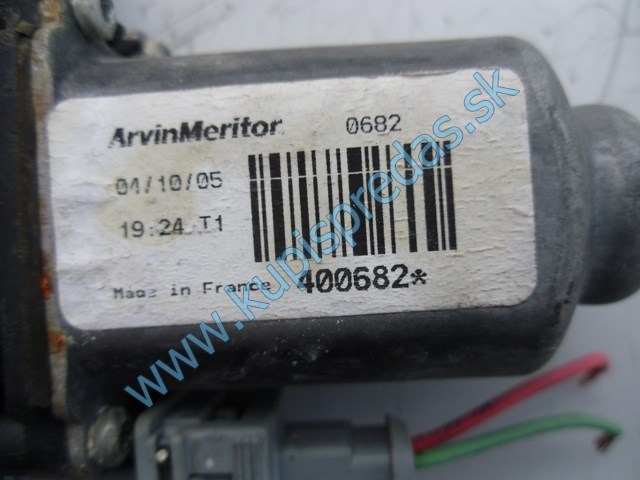 ArvinMeritor 0682
04/10/05
19:24 T1
Made in France 400682*
www.kupispredas.sk